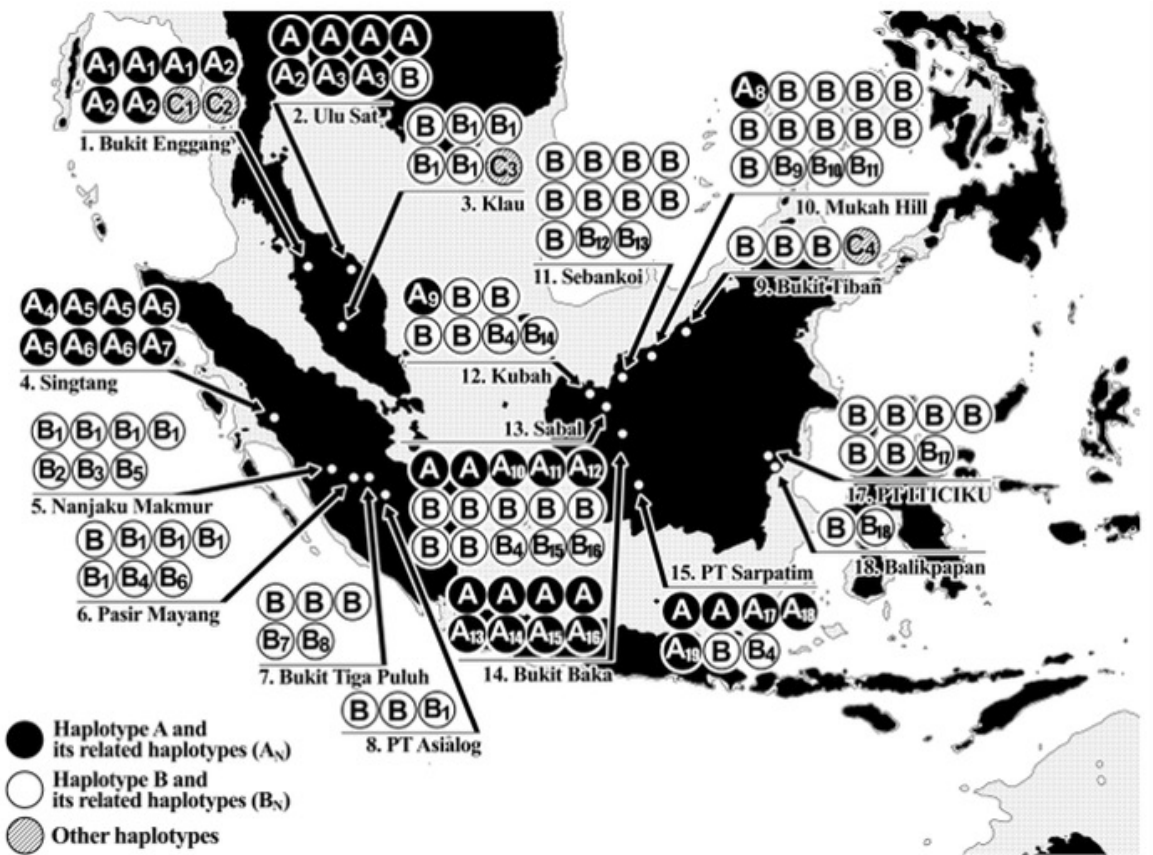 A1 A1 A1 A2
A2 A2 C1 C2
1. Bukit Enggang
A A A A
A2 A3 A3 B
2. Ulu Sat
B B1 B1
B1 B1 C3
3. Klau
A4 A5 A5 A5
A5 A6 A6 A7
4. Singtang
B1 B1 B1 B1
B2 B3 B5
5. Nanjaku Makmur
B B1 B1 B1
B1 B4 B6
6. Pasir Mayang
B B B
B7 B8
7. Bukit Tiga Puluh
B B B1
8. PT Asialog
A8 B B B B
B B B B B
B B9 B10 B11
10. Mukah Hill
B B B C4
9. Bukit Tiban
B B B B
B B B B
B B12 B13
11. Sebankoi
A9 B B
B B B4 B14
12. Kubah
13. Sabal
A A A10 A11 A12
B B B B B
B B B4 B15 B16
A A A A
A13 A14 A15 A16
14. Bukit Baka
15. PT Sarpatim
A A A17 A18
A19 B B4
B B B B
B B B17
17. PT ITICIKU
B B18
18. Balikpapan
Haplotype A and
its related haplotypes (AN)
Haplotype B and
its related haplotypes (BN)
Other haplotypes